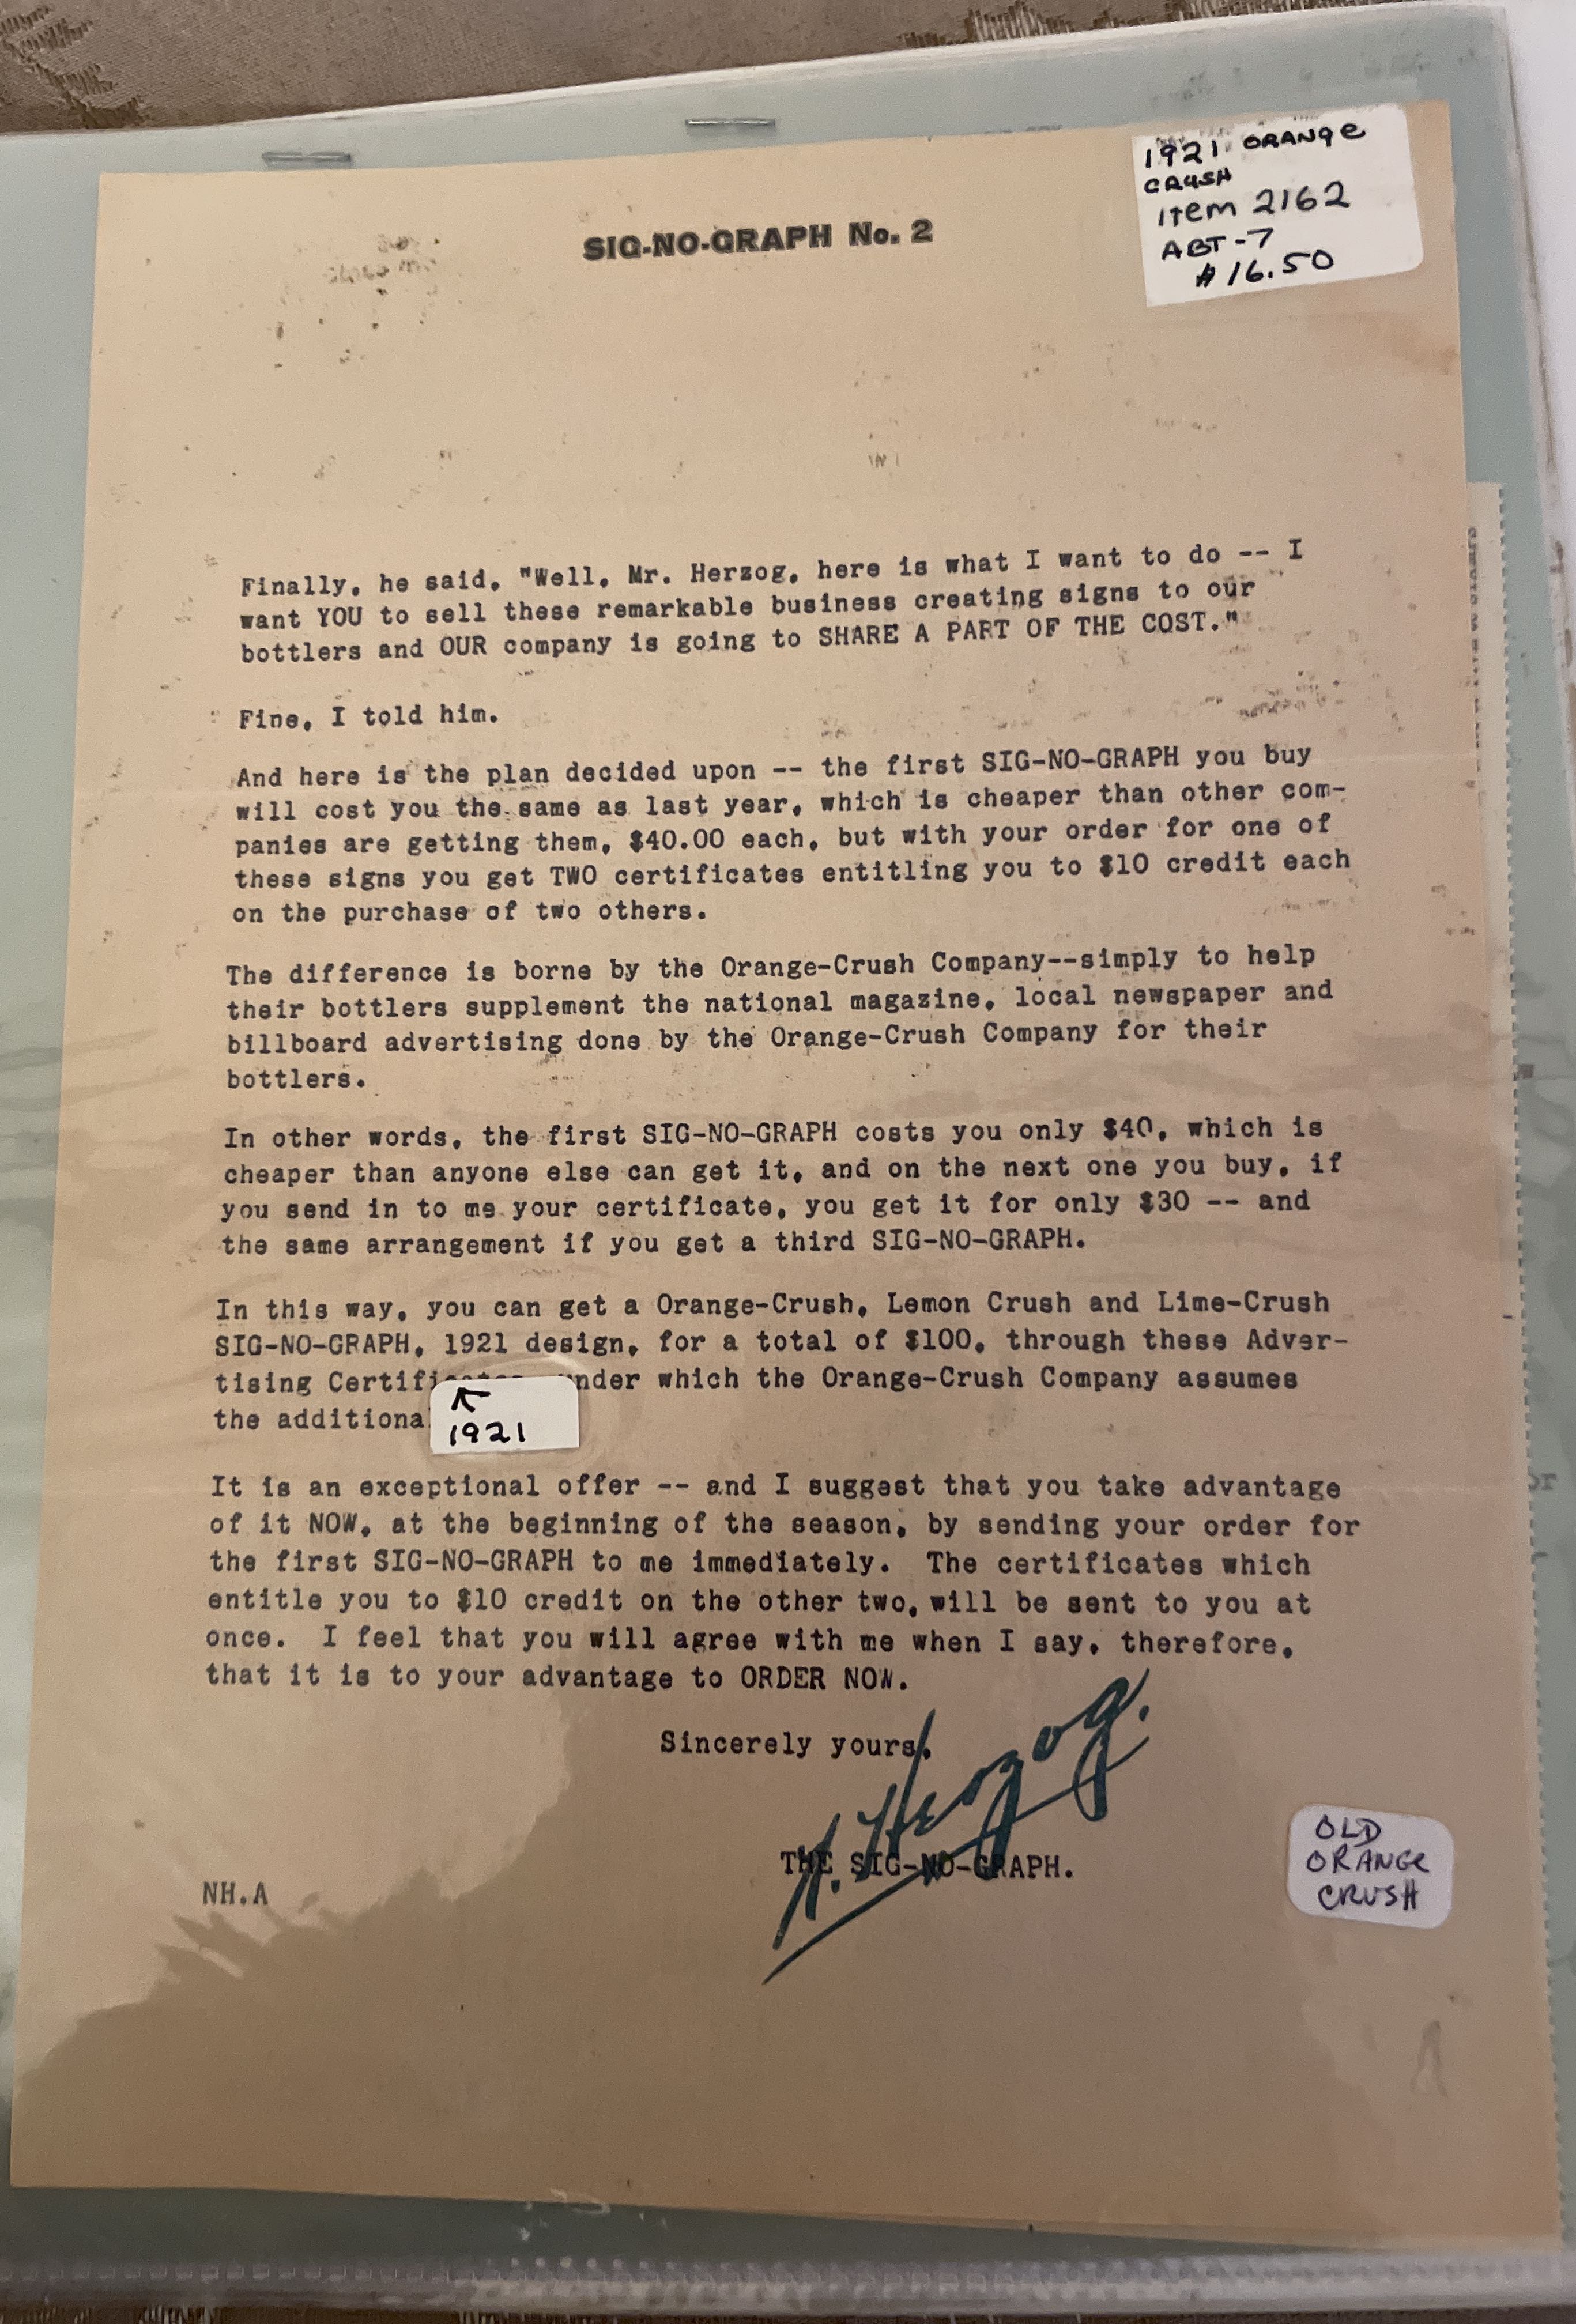 1921 ORANGE
CRUSH
Item 2162
ABT-7
$16.50
SIG-NO-GRAPH No. 2
Finally, he said, "Well, Mr. Herzog, here is what I want to do -- I
want YOU to sell these remarkable business creating signs to our
bottlers and OUR company is going to SHARE A PART OF THE COST."
Fine, I told him.
And here is the plan decided upon -- the first SIG-NO-GRAPH you buy
will cost you the same as last year, which is cheaper than other com-
panies are getting them, $40.00 each, but with your order for one of
these signs you get TWO certificates entitling you to $10 credit each
on the purchase of two others.
The difference is borne by the Orange-Crush Company--simply to help
their bottlers supplement the national magazine, local newspaper and
billboard advertising done by the Orange-Crush Company for their
bottlers.
In other words, the first SIG-NO-GRAPH costs you only $40, which is
cheaper than anyone else can get it, and on the next one you buy, if
you send in to me your certificate, you get it for only $30 -- and
the same arrangement if you get a third SIG-NO-GRAPH.
In this way, you can get a Orange-Crush, Lemon Crush and Lime-Crush
SIG-NO-GRAPH, 1921 design, for a total of $100, through these Adver-
tising Certificates under which the Orange-Crush Company assumes
the additional
↖
1921
It is an exceptional offer -- and I suggest that you take advantage
of it NOW, at the beginning of the season, by sending your order for
the first SIG-NO-GRAPH to me immediately. The certificates which
entitle you to $10 credit on the other two, will be sent to you at
once. I feel that you will agree with me when I say, therefore,
that it is to your advantage to ORDER NOW.
Sincerely yours,
N. Herzog.
THE SIG-NO-GRAPH.
NH.A
OLD
ORANGE
CRUSH